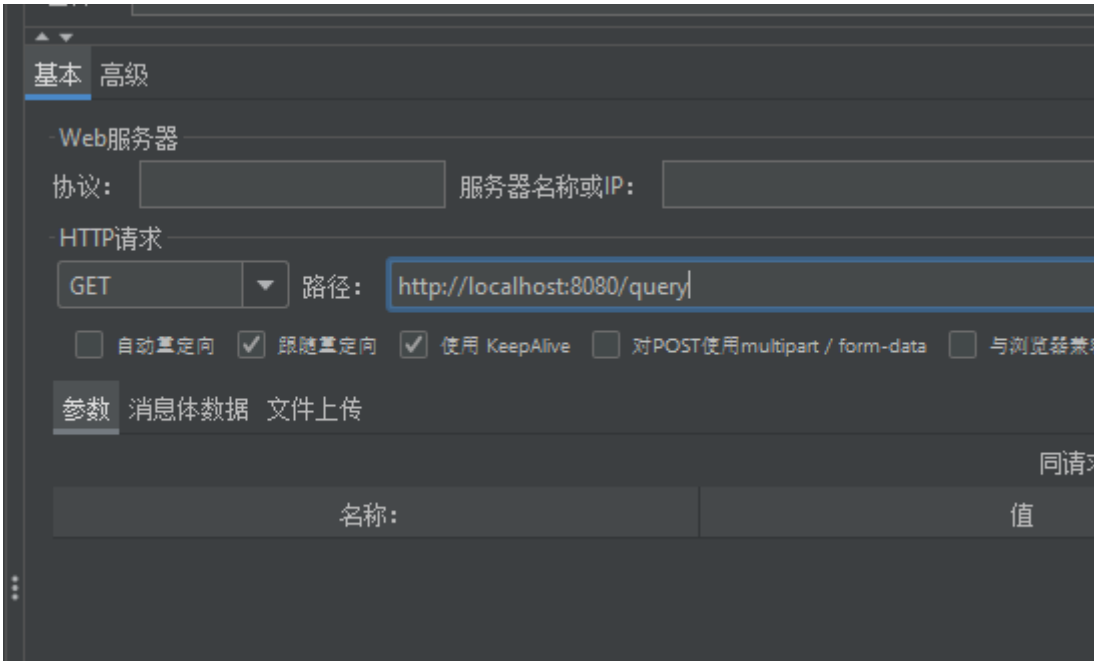 基本 高级
Web服务器
协议： 服务器名称或IP：
HTTP请求
GET 路径： http://localhost:8080/query
自动重定向 跟随重定向 使用 KeepAlive 对POST使用multipart / form-data 与浏览器兼
参数 消息体数据 文件上传
同请
名称： 值